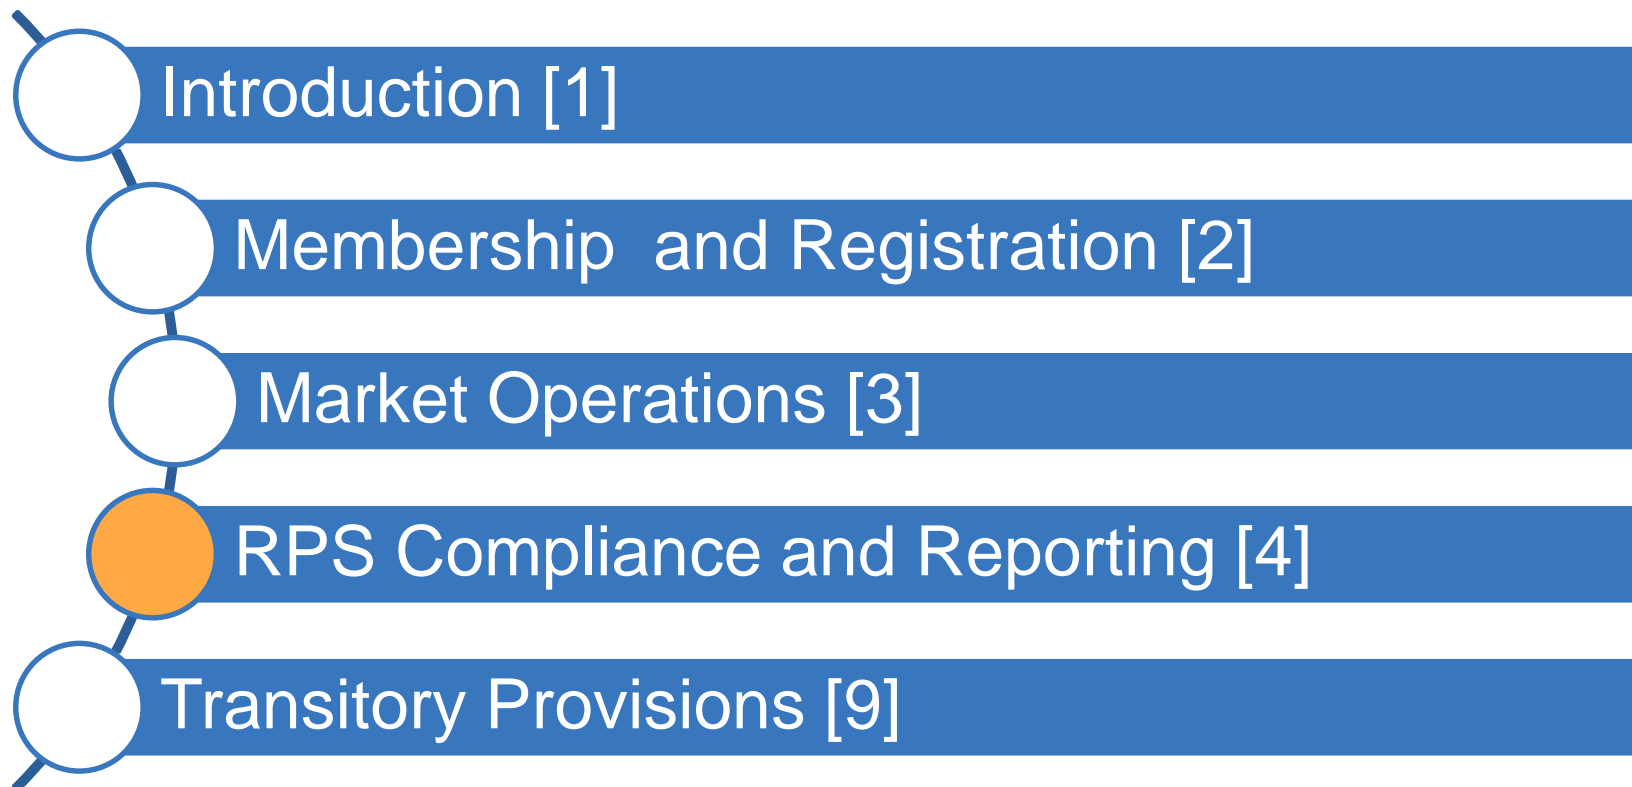 Introduction [1]
Membership  and Registration [2]
Market Operations [3]
RPS Compliance and Reporting [4]
Transitory Provisions [9]